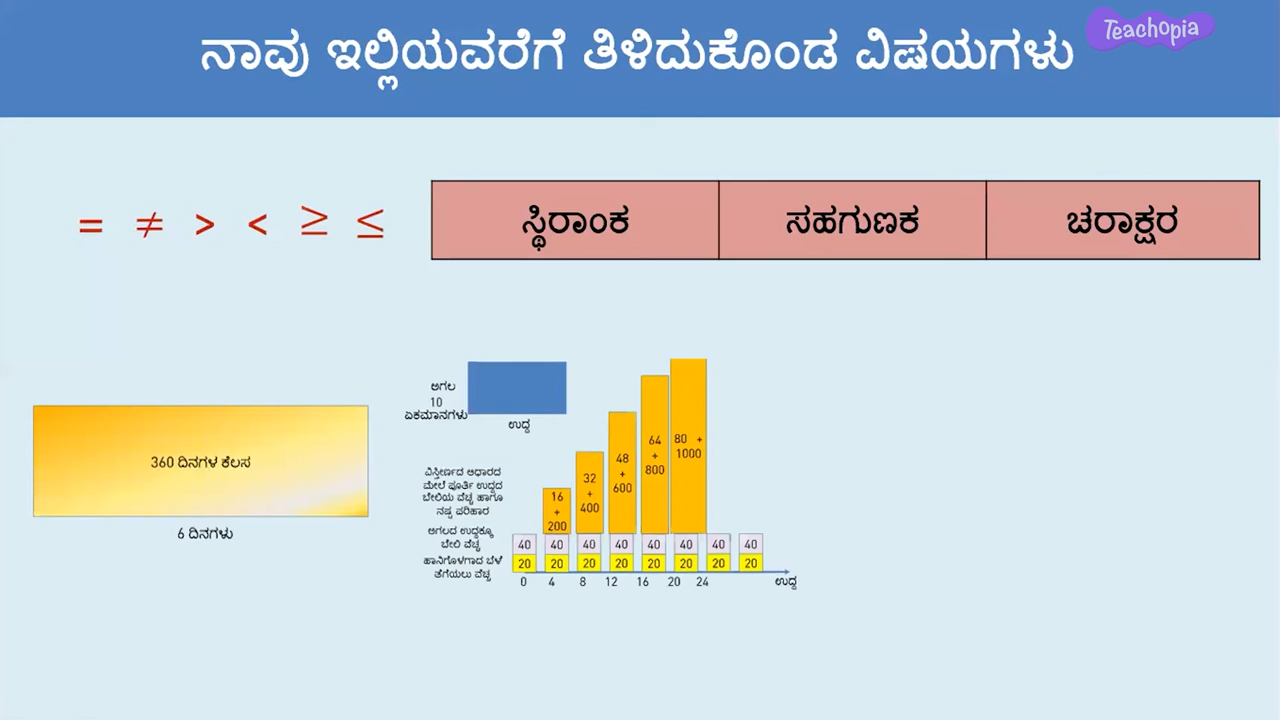 ನಾವು ಇಲ್ಲಿಯವರೆಗೆ ತಿಳಿದುಕೊಂಡ ವಿಷಯಗಳು
Teachopia
= ≠ > < ≥ ≤
ಸ್ಥಿರಾಂಕ ಸಹಗುಣಕ ಚರಾಕ್ಷರ
360 ದಿನಗಳ ಕೆಲಸ
6 ದಿನಗಳು
ಅಗಲ
10
ಏಕಮಾನಗಳು
ಉದ್ದ
ವಿಸ್ತೀರ್ಣದ ಆಧಾರದ
ಮೇಲೆ ಪೂರ್ತಿ ಉದ್ದದ
ಬೇಲಿಯ ವೆಚ್ಚ ಹಾಗೂ
ನಷ್ಟ ಪರಿಹಾರ
16
+
200
32
+
400
48
+
600
64
+
800
80 +
1000
ಅಗಲದ ಉದ್ದಕ್ಕೂ
ಬೇಲಿ ವೆಚ್ಚ
40 40 40 40 40 40 40 40
ಹಾನಿಗೊಳಗಾದ ಬೆಳೆ
ತೆಗೆಯಲು ವೆಚ್ಚ
20 20 20 20 20 20 20 20
0 4 8 12 16 20 24 ಉದ್ದ